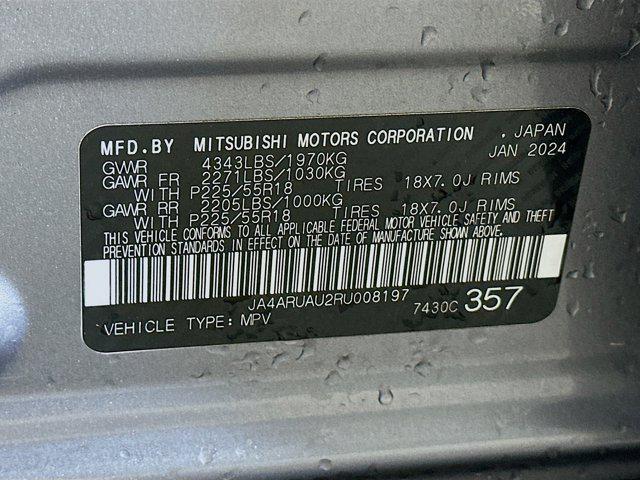 MFD.BY MITSUBISHI MOTORS CORPORATION . JAPAN
GVWR 4343LBS/1970KG JAN 2024
GAWR FR 2271LBS/1030KG
WITH P225/55R18 TIRES 18X7.0J RIMS
GAWR RR 2205LBS/1000KG
WITH P225/55R18 TIRES 18X7.0J RIMS
THIS VEHICLE CONFORMS TO ALL APPLICABLE FEDERAL MOTOR VEHICLE SAFETY AND THEFT
PREVENTION STANDARDS IN EFFECT ON THE DATE OF MANUFACTURE SHOWN ABOVE.
JA4ARUAU2RU008197
VEHICLE TYPE: MPV 7430C 357